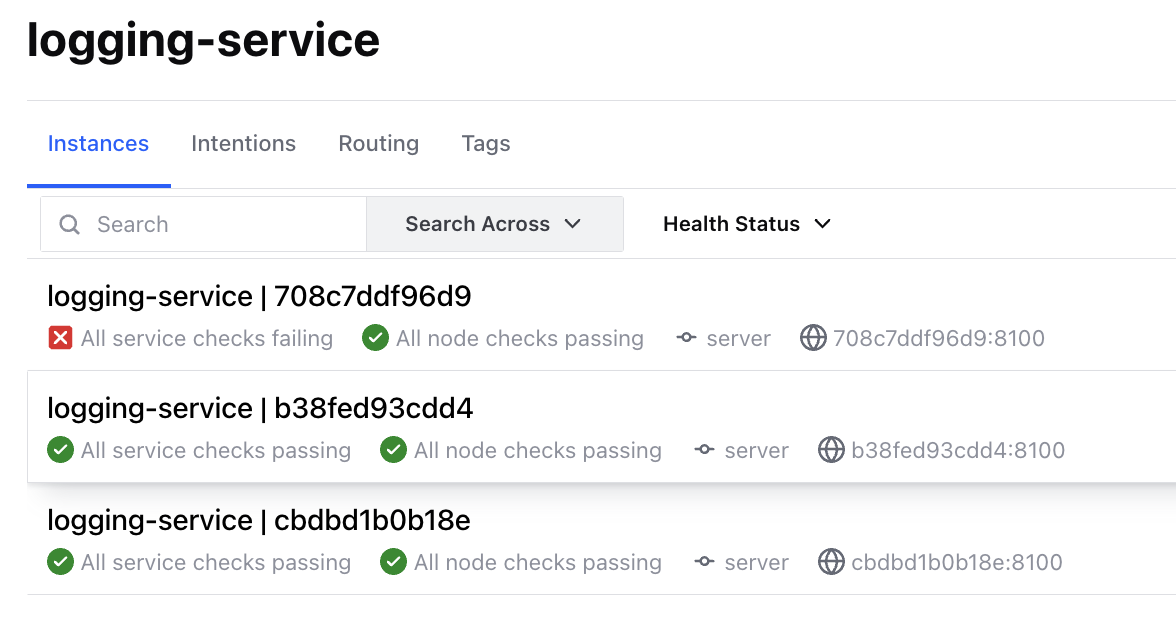 logging-service
Instances Intentions Routing Tags
Search Search Across Health Status
logging-service | 708c7ddf96d9
All service checks failing All node checks passing server 708c7ddf96d9:8100
logging-service | b38fed93cdd4
All service checks passing All node checks passing server b38fed93cdd4:8100
logging-service | cbdbd1b0b18e
All service checks passing All node checks passing server cbdbd1b0b18e:8100